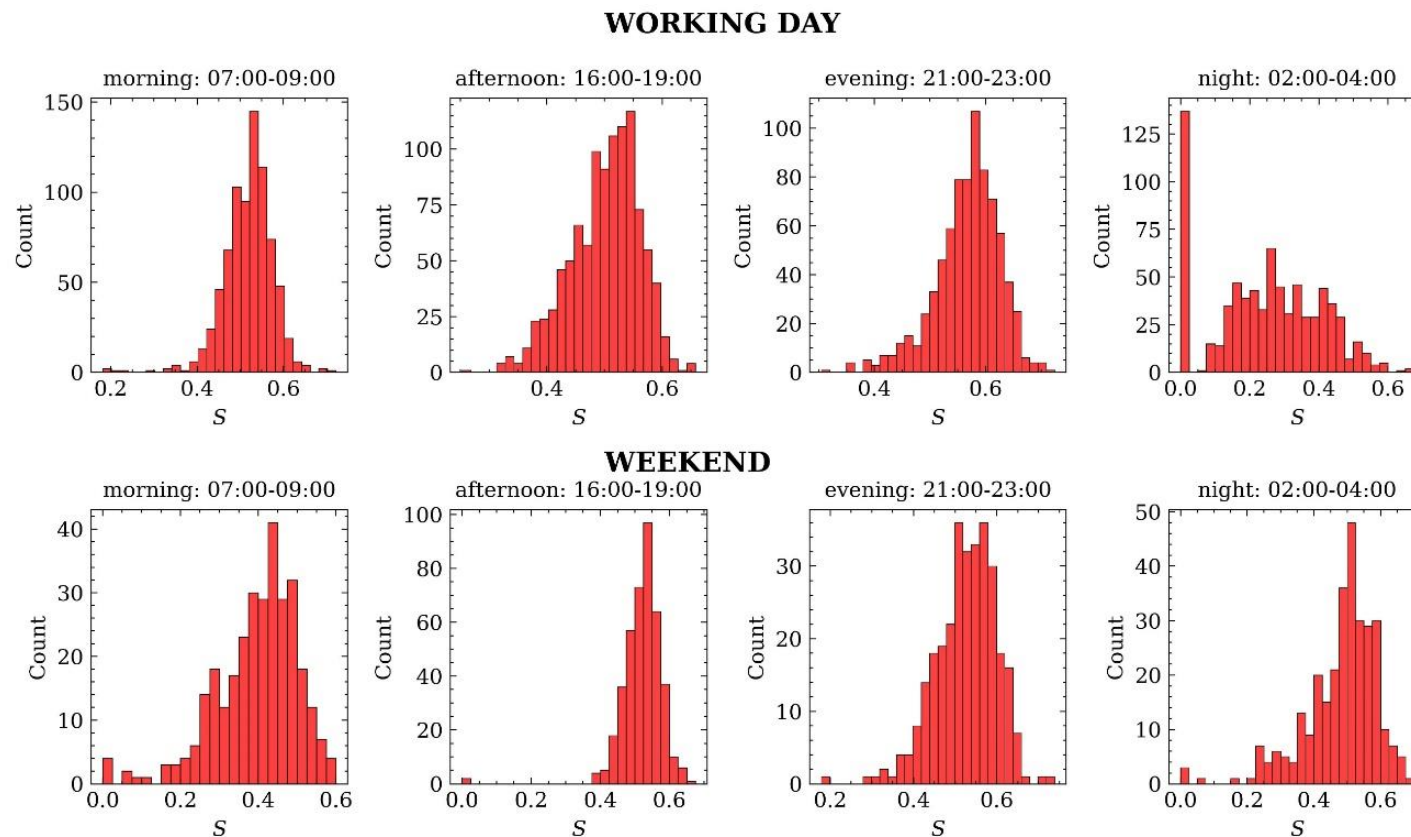 WORKING DAY
morning: 07:00-09:00
150
100
50
0
Count
0.2 0.4 0.6
S
afternoon: 16:00-19:00
100
75
50
25
0
Count
0.4 0.6
S
evening: 21:00-23:00
100
80
60
40
20
0
Count
0.4 0.6
S
night: 02:00-04:00
125
100
75
50
25
0
Count
0.0 0.2 0.4 0.6
S
WEEKEND
morning: 07:00-09:00
40
30
20
10
0
Count
0.0 0.2 0.4 0.6
S
afternoon: 16:00-19:00
100
80
60
40
20
0
Count
0.0 0.2 0.4 0.6
S
evening: 21:00-23:00
30
20
10
0
Count
0.2 0.4 0.6
S
night: 02:00-04:00
50
40
30
20
10
0
Count
0.0 0.2 0.4 0.6
S